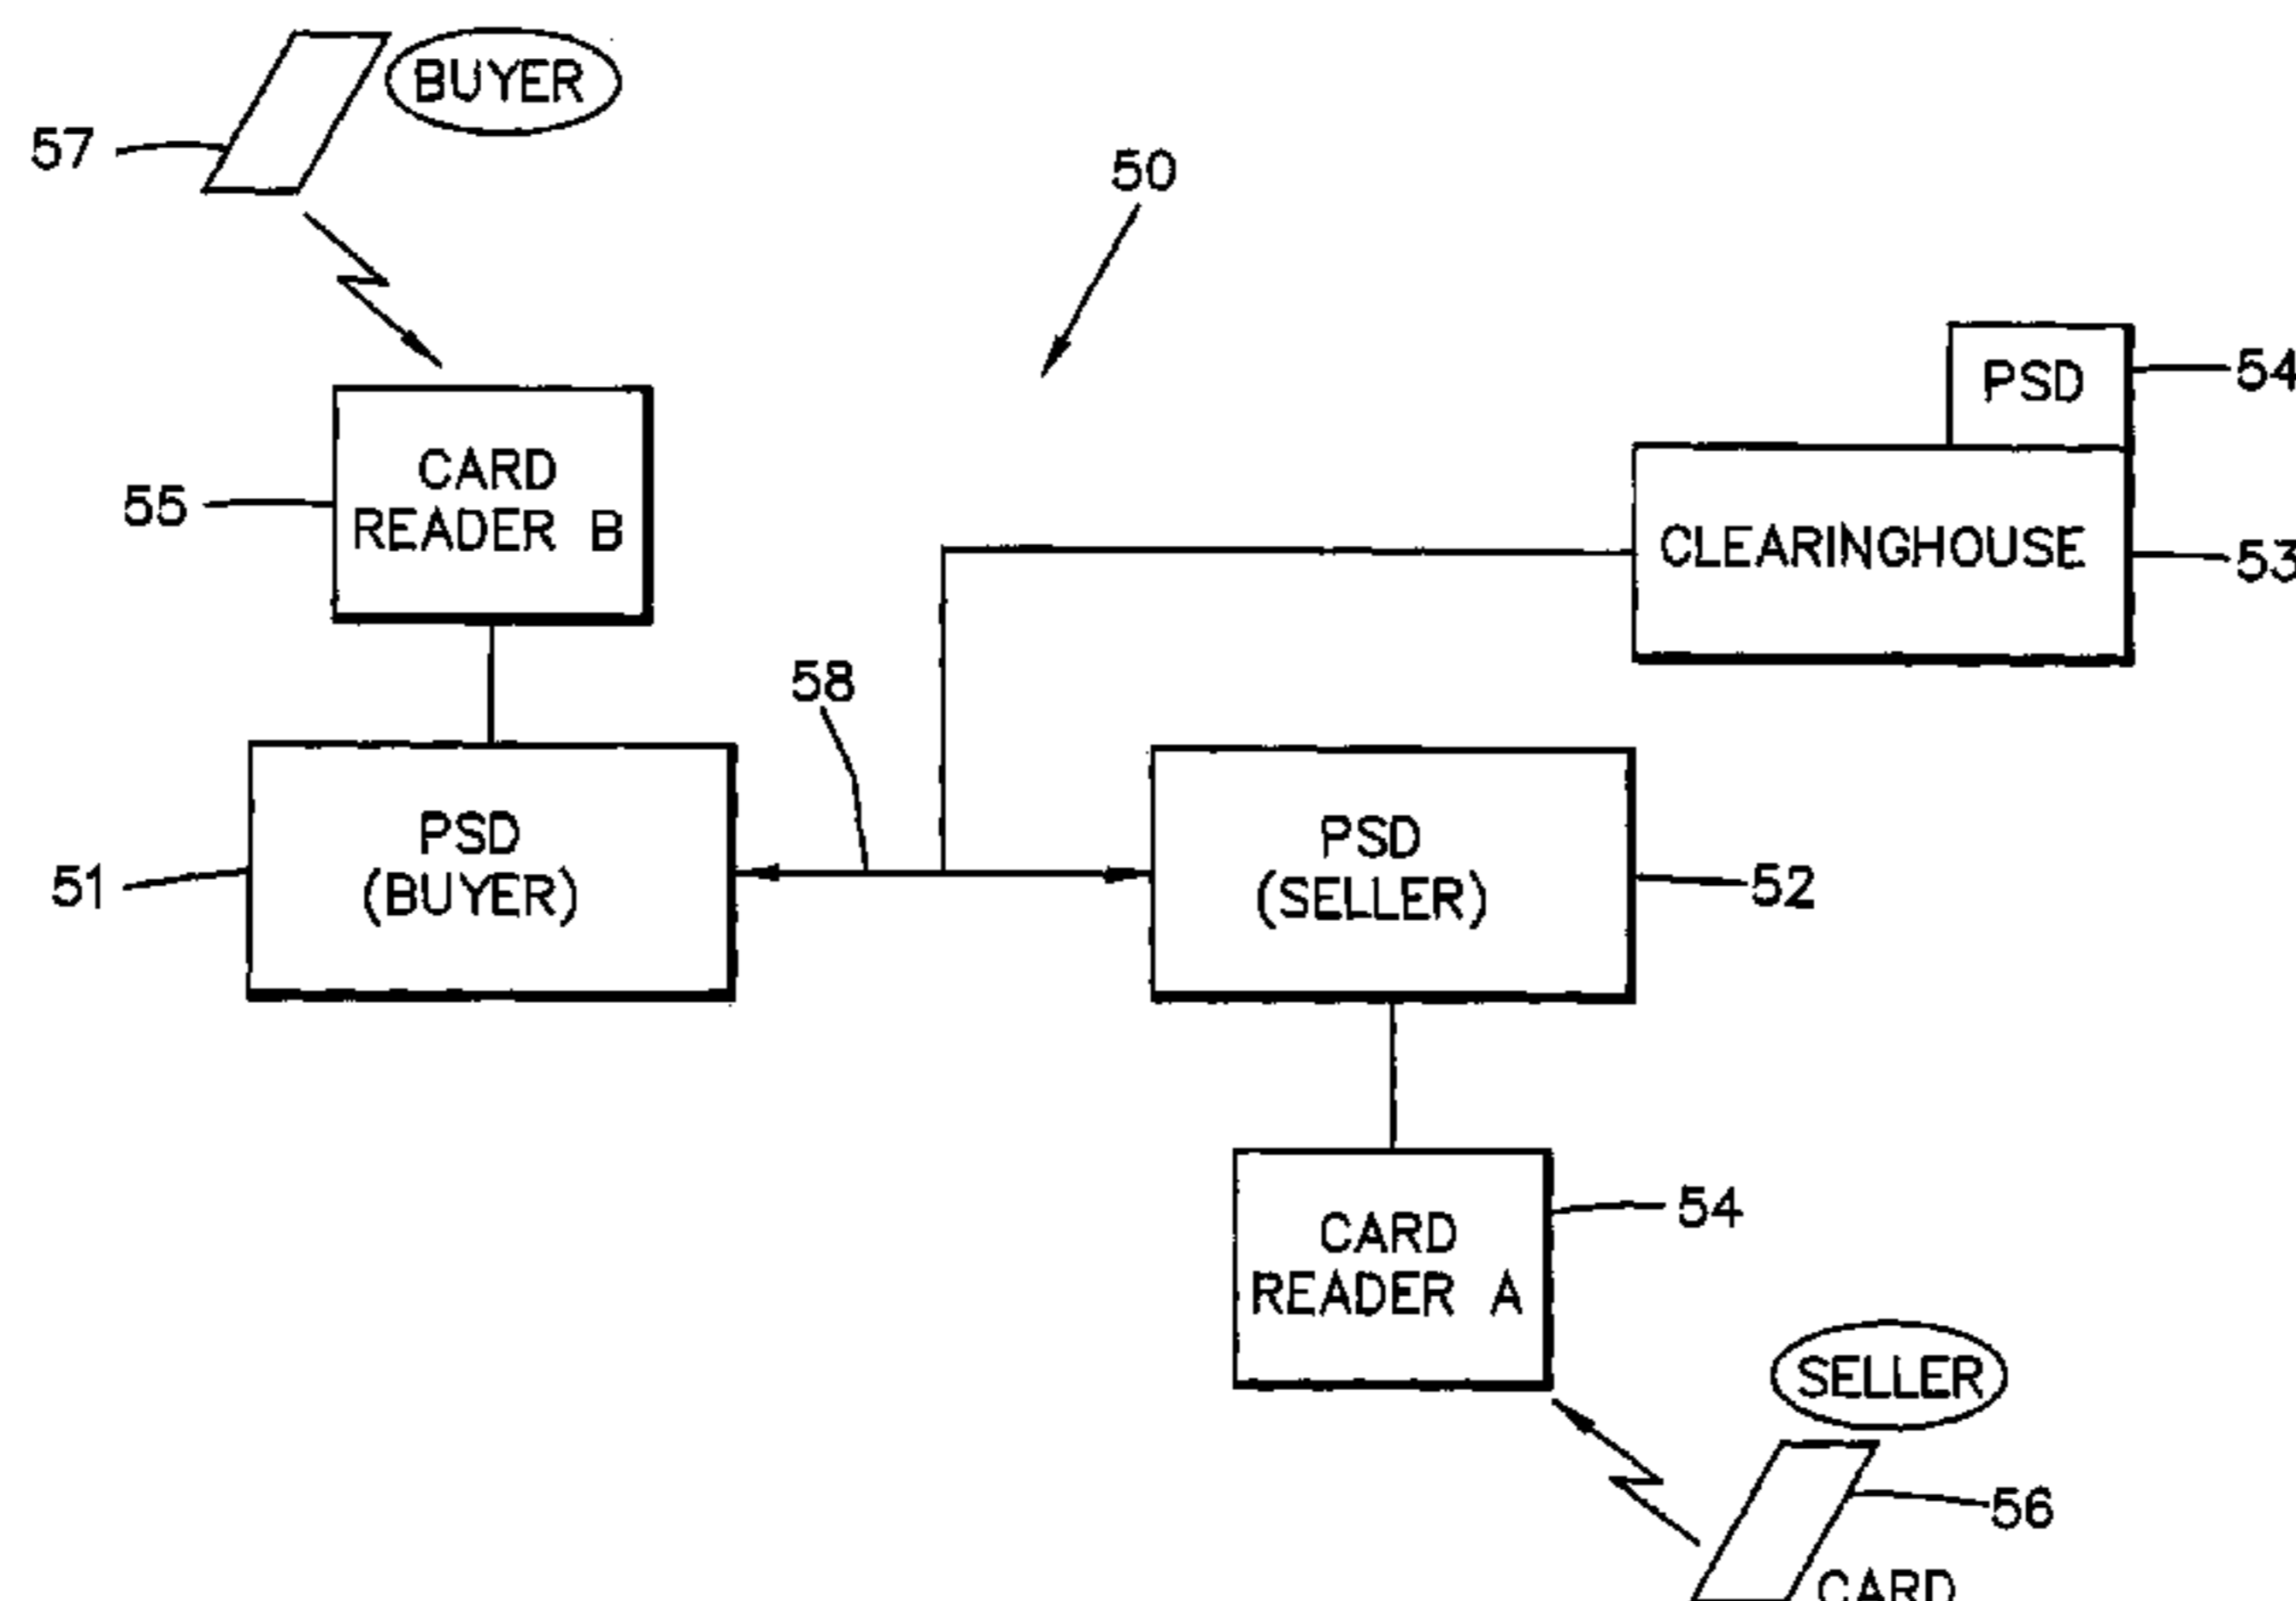 BUYER
57
50
PSD
54
CARD
READER B
55
CLEARINGHOUSE
53
58
PSD
(BUYER)
51
PSD
(SELLER)
52
CARD
READER A
54
SELLER
56
CARD